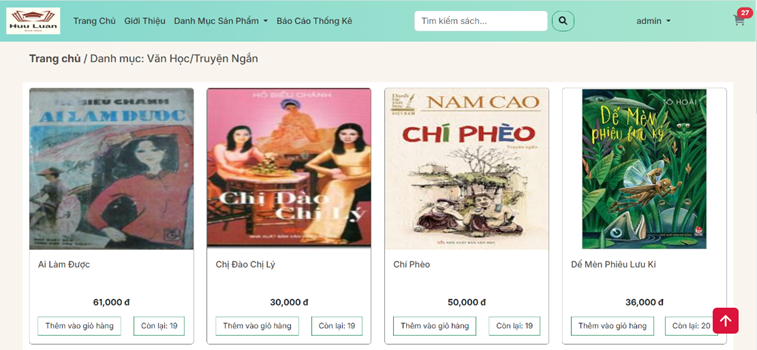 Huu Luan
Trang Chủ Giới Thiệu Danh Mục Sản Phẩm Báo Cáo Thống Kê
Tìm kiếm sách...
admin
27
Trang chủ / Danh mục: Văn Học/Truyện Ngắn
HỒ BIỂU CHÁNH
AI LÀM ĐƯỢC
HỒ BIỂU CHÁNH
Chị Đào
Chị Lý
NAM CAO
CHÍ PHÈO
Truyện ngắn
TÔ HOÀI
Dế Mèn
phiêu lưu ký
Ai Làm Được
Chị Đào Chị Lý
Chí Phèo
Dế Mèn Phiêu Lưu Kí
61,000 đ
30,000 đ
50,000 đ
36,000 đ
Thêm vào giỏ hàng Còn lại: 19
Thêm vào giỏ hàng Còn lại: 19
Thêm vào giỏ hàng Còn lại: 19
Thêm vào giỏ hàng Còn lại: 20